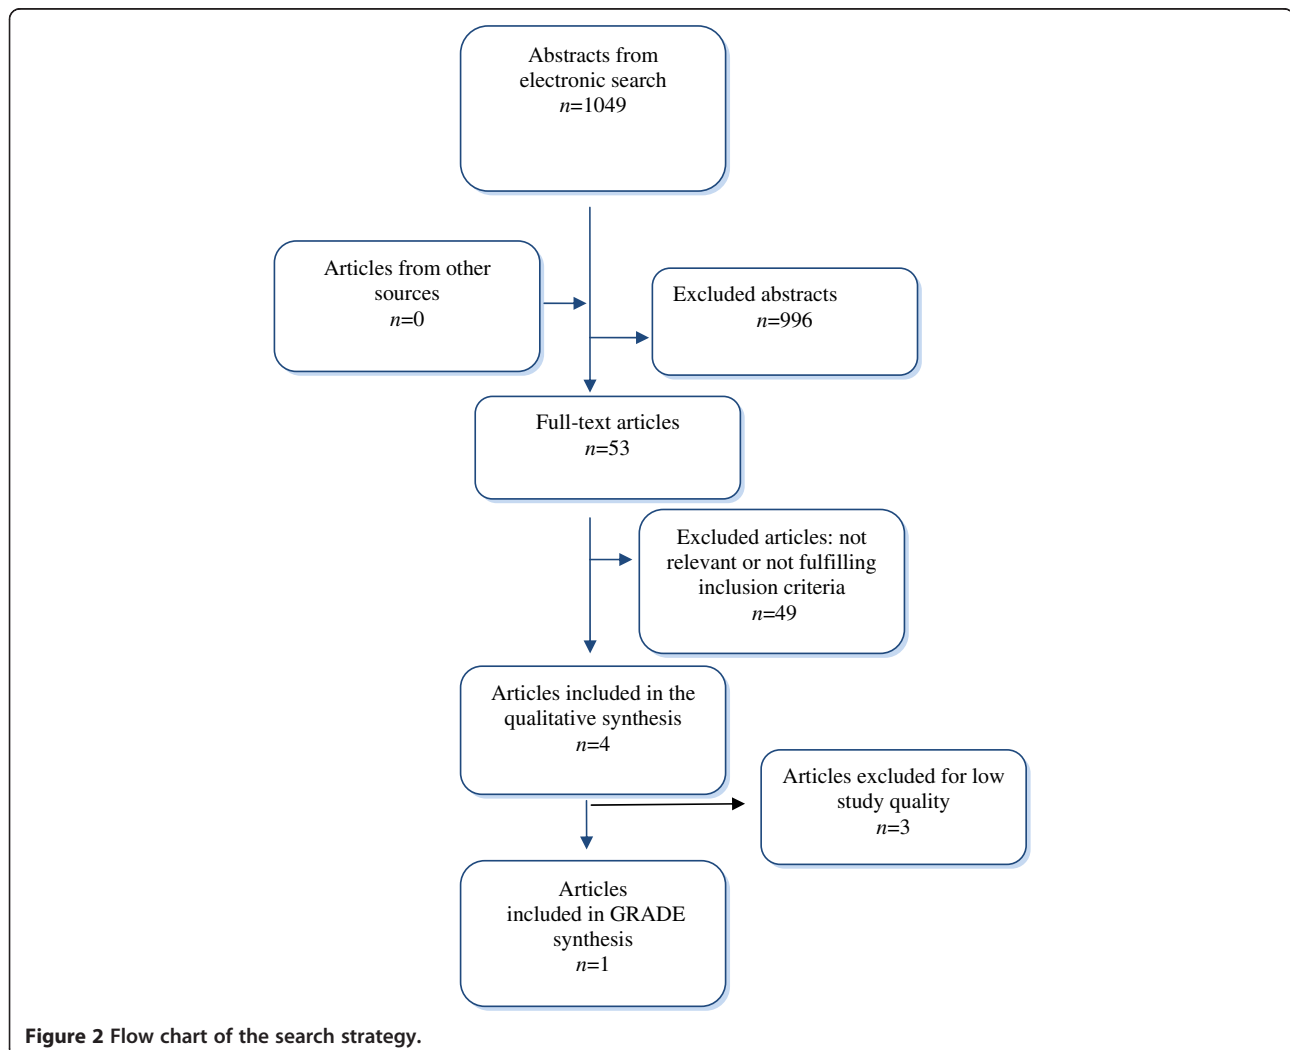 Abstracts from
electronic search
n=1049
Articles from other
sources
n=0
Excluded abstracts
n=996
Full-text articles
n=53
Excluded articles: not
relevant or not fulfilling
inclusion criteria
n=49
Articles included in the
qualitative synthesis
n=4
Articles excluded for low
study quality
n=3
Articles
included in GRADE
synthesis
n=1
Figure 2 Flow chart of the search strategy.